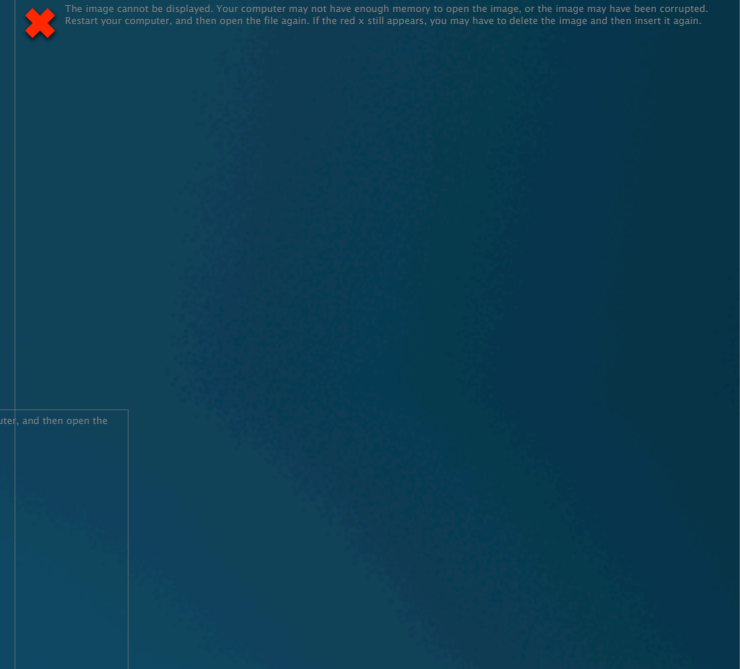 The image cannot be displayed. Your computer may not have enough memory to open the image, or the image may have been corrupted.
Restart your computer, and then open the file again. If the red x still appears, you may have to delete the image and then insert it again.
uter, and then open the